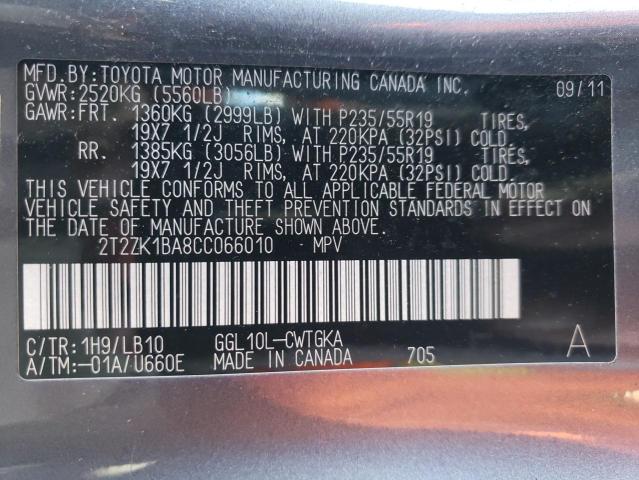 MFD.BY:TOYOTA MOTOR MANUFACTURING CANADA INC. 09/11
GVWR:2520KG (5560LB)
GAWR:FRT. 1360KG (2999LB) WITH P235/55R19 TIRES,
19X7 1/2J RIMS, AT 220KPA (32PSI) COLD
RR. 1385KG (3056LB) WITH P235/55R19 TIRES,
19X7 1/2J RIMS, AT 220KPA (32PSI) COLD.
THIS VEHICLE CONFORMS TO ALL APPLICABLE FEDERAL MOTOR
VEHICLE SAFETY AND THEFT PREVENTION STANDARDS IN EFFECT ON
THE DATE OF MANUFACTURE SHOWN ABOVE.
2T2ZK1BA8CC066010 MPV
C/TR:1H9/LB10 GGL10L-CWTGKA
A/TM:-01A/U660E MADE IN CANADA 705 A